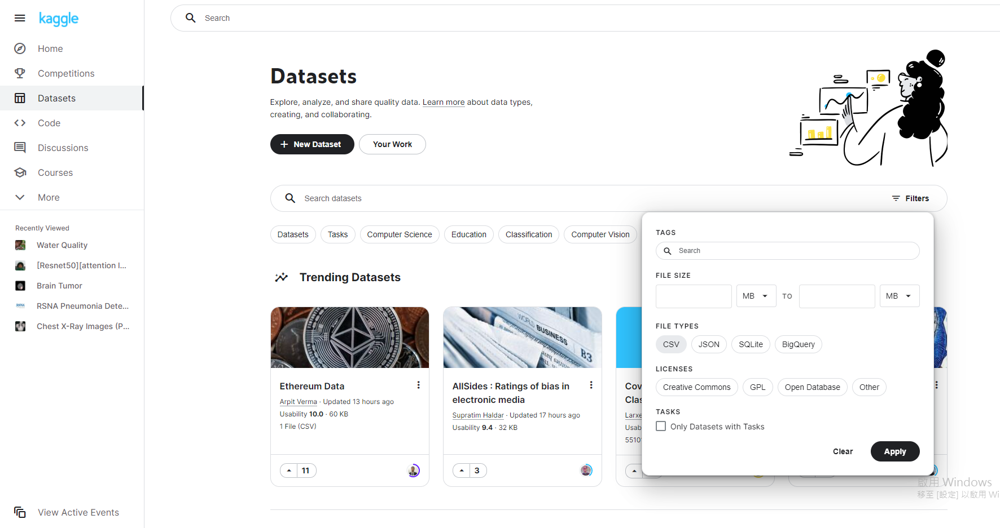 kaggle
Search
Home
Competitions
Datasets
Code
Discussions
Courses
More
Recently Viewed
Water Quality
[Resnet50][attention l...
Brain Tumor
RSNA Pneumonia Dete...
Chest X-Ray Images (P...
View Active Events
Datasets
Explore, analyze, and share quality data. Learn more about data types,
creating, and collaborating.
New Dataset
Your Work
Search datasets
Filters
Datasets
Tasks
Computer Science
Education
Classification
Computer Vision
Trending Datasets
WORLD
BUSINESS
B3
Ethereum Data
Arpit Verma · Updated 13 hours ago
Usability 10.0 · 60 KB
1 File (CSV)
11
AllSides : Ratings of bias in
electronic media
Supratim Haldar · Updated 17 hours ago
Usability 9.4 · 32 KB
3
Cov
Clas
Larxe
Usab
5510
TAGS
Search
FILE SIZE
MB
TO
MB
FILE TYPES
CSV
JSON
SQLite
BigQuery
LICENSES
Creative Commons
GPL
Open Database
Other
TASKS
Only Datasets with Tasks
Clear
Apply
啟用 Windows
移至 [設定] 以啟用 Wi